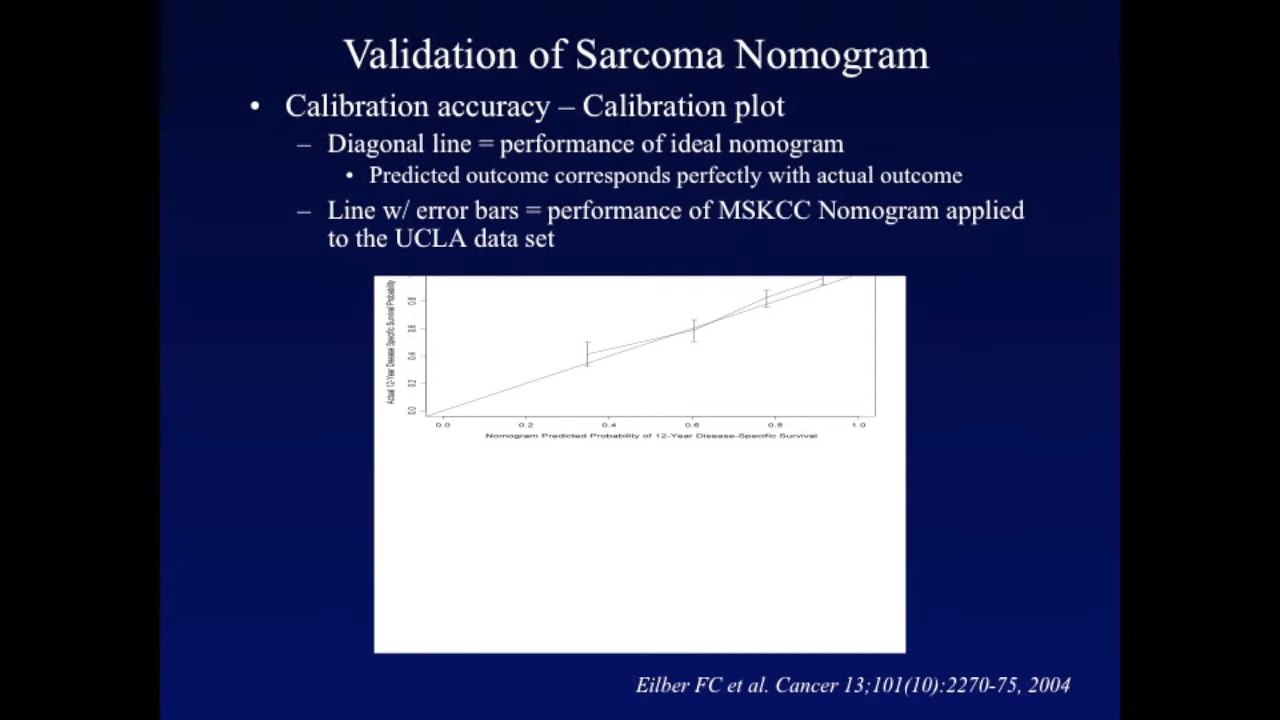 Validation of Sarcoma Nomogram
• Calibration accuracy – Calibration plot
– Diagonal line = performance of ideal nomogram
• Predicted outcome corresponds perfectly with actual outcome
– Line w/ error bars = performance of MSKCC Nomogram applied
to the UCLA data set
Actual 12-Year Disease Specific Survival Probability
0.8
0.6
0.4
0.2
0.0
0.0 0.2 0.4 0.6 0.8 1.0
Nomogram Predicted Probability of 12-Year Disease-Specific Survival
Eilber FC et al. Cancer 13;101(10):2270-75, 2004